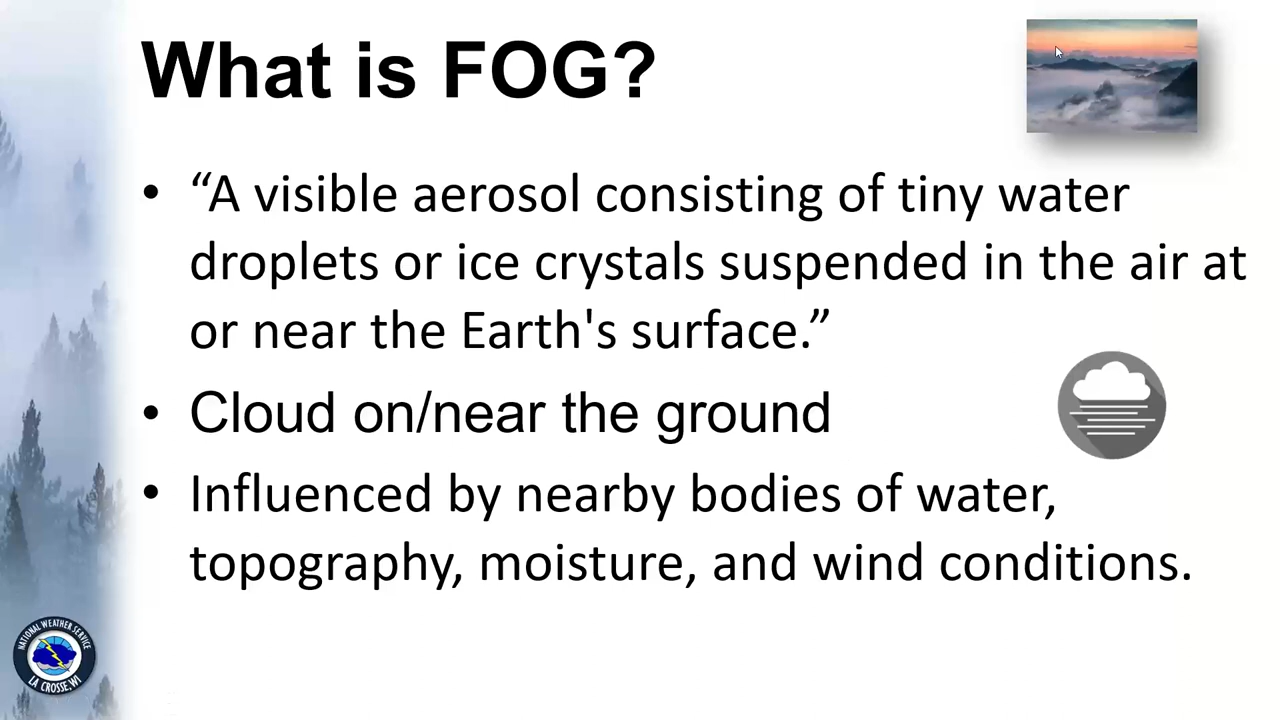 What is FOG?
• “A visible aerosol consisting of tiny water
droplets or ice crystals suspended in the air at
or near the Earth's surface.”
• Cloud on/near the ground
• Influenced by nearby bodies of water,
topography, moisture, and wind conditions.
NATIONAL WEATHER SERVICE
LA CROSSE, WI